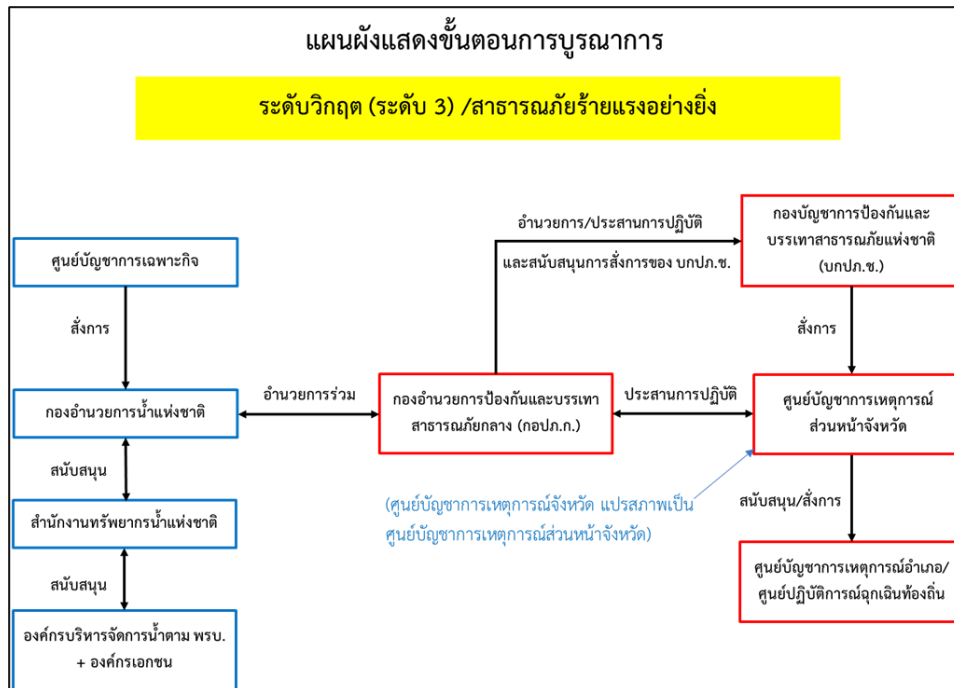 แผนผังแสดงขั้นตอนการบูรณาการ
ระดับวิกฤต (ระดับ 3) /สาธารณภัยร้ายแรงอย่างยิ่ง
ศูนย์บัญชาการเฉพาะกิจ
สั่งการ
กองอำนวยการน้ำแห่งชาติ
สนับสนุน
สำนักงานทรัพยากรน้ำแห่งชาติ
สนับสนุน
องค์กรบริหารจัดการน้ำตาม พรบ.
+ องค์กรเอกชน
อำนวยการร่วม
กองอำนวยการป้องกันและบรรเทา
สาธารณภัยกลาง (กอปภ.ก.)
อำนวยการ/ประสานการปฏิบัติ
และสนับสนุนการสั่งการของ บกปภ.ช.
กองบัญชาการป้องกันและ
บรรเทาสาธารณภัยแห่งชาติ
(บกปภ.ช.)
สั่งการ
ประสานการปฏิบัติ
ศูนย์บัญชาการเหตุการณ์
ส่วนหน้าจังหวัด
(ศูนย์บัญชาการเหตุการณ์จังหวัด แปรสภาพเป็น
ศูนย์บัญชาการเหตุการณ์ส่วนหน้าจังหวัด)
สนับสนุน/สั่งการ
ศูนย์บัญชาการเหตุการณ์อำเภอ/
ศูนย์ปฏิบัติการณ์ฉุกเฉินท้องถิ่น